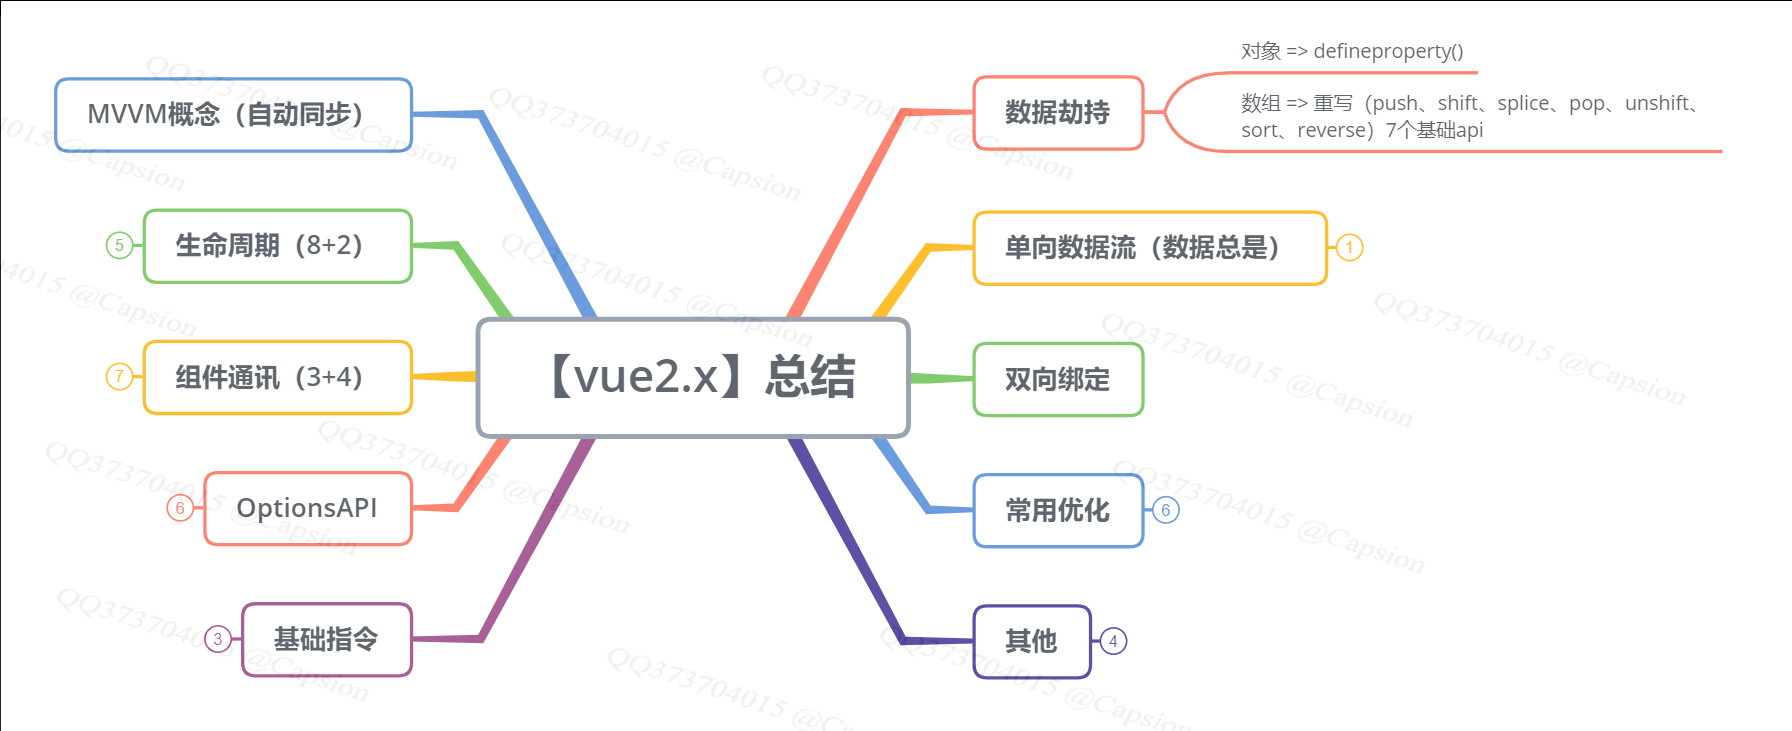 【vue2.x】总结
MVVM概念（自动同步）
生命周期（8+2）
5
组件通讯（3+4）
7
OptionsAPI
6
基础指令
3
数据劫持
对象 => defineproperty()
数组 => 重写（push、shift、splice、pop、unshift、
sort、reverse）7个基础api
单向数据流（数据总是）
1
双向绑定
常用优化
6
其他
4
QQ373704015 @Capsion